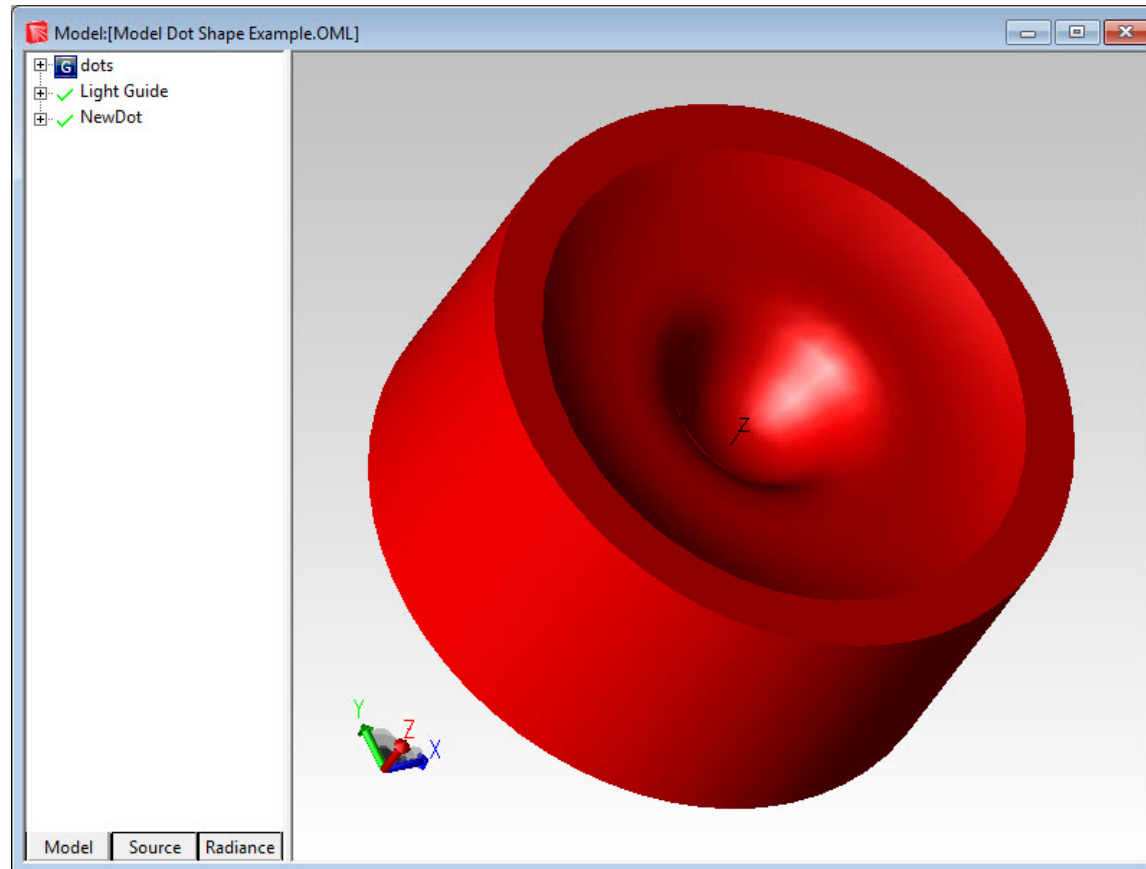 Model:[Model Dot Shape Example.OML]
G dots
Light Guide
NewDot
Z
Y
Z
X
Model Source Radiance